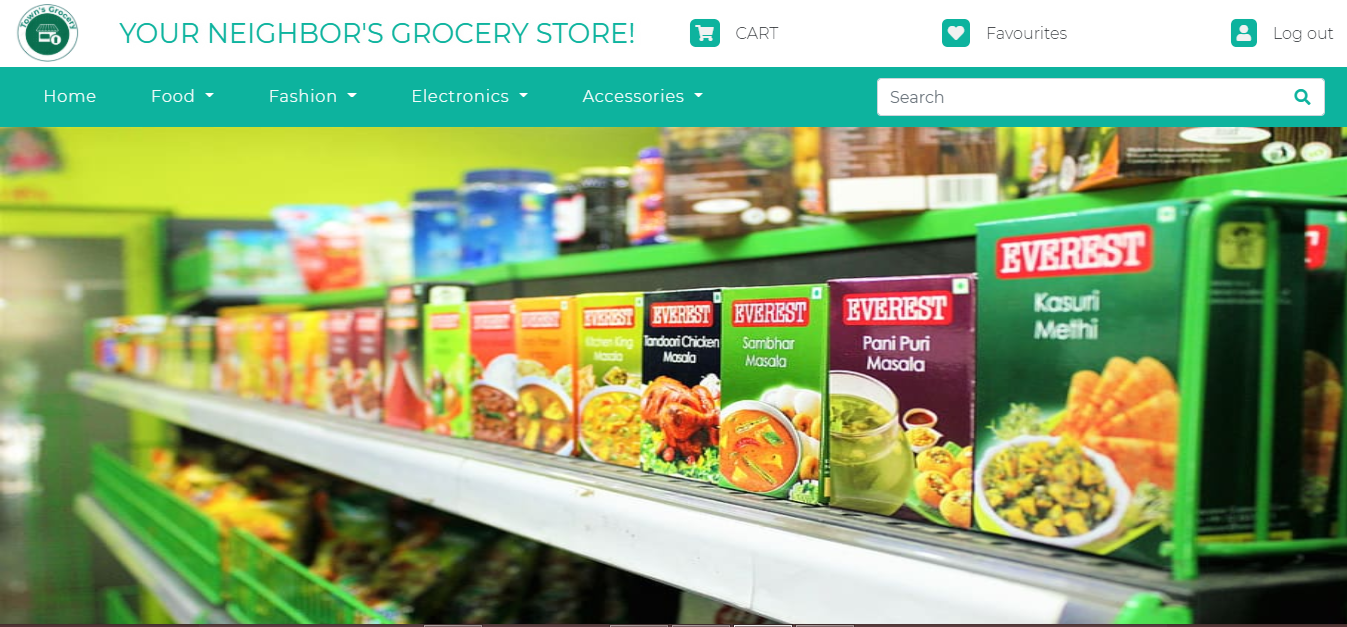 Town's Grocery
YOUR NEIGHBOR'S GROCERY STORE!
CART
Favourites
Log out
Home
Food
Fashion
Electronics
Accessories
Search
EVEREST
Kitchen King
Masala
EVEREST
Tandoori Chicken
Masala
EVEREST
Sambhar
Masala
EVEREST
Pani Puri
Masala
EVEREST
Kasuri
Methi
EVEREST